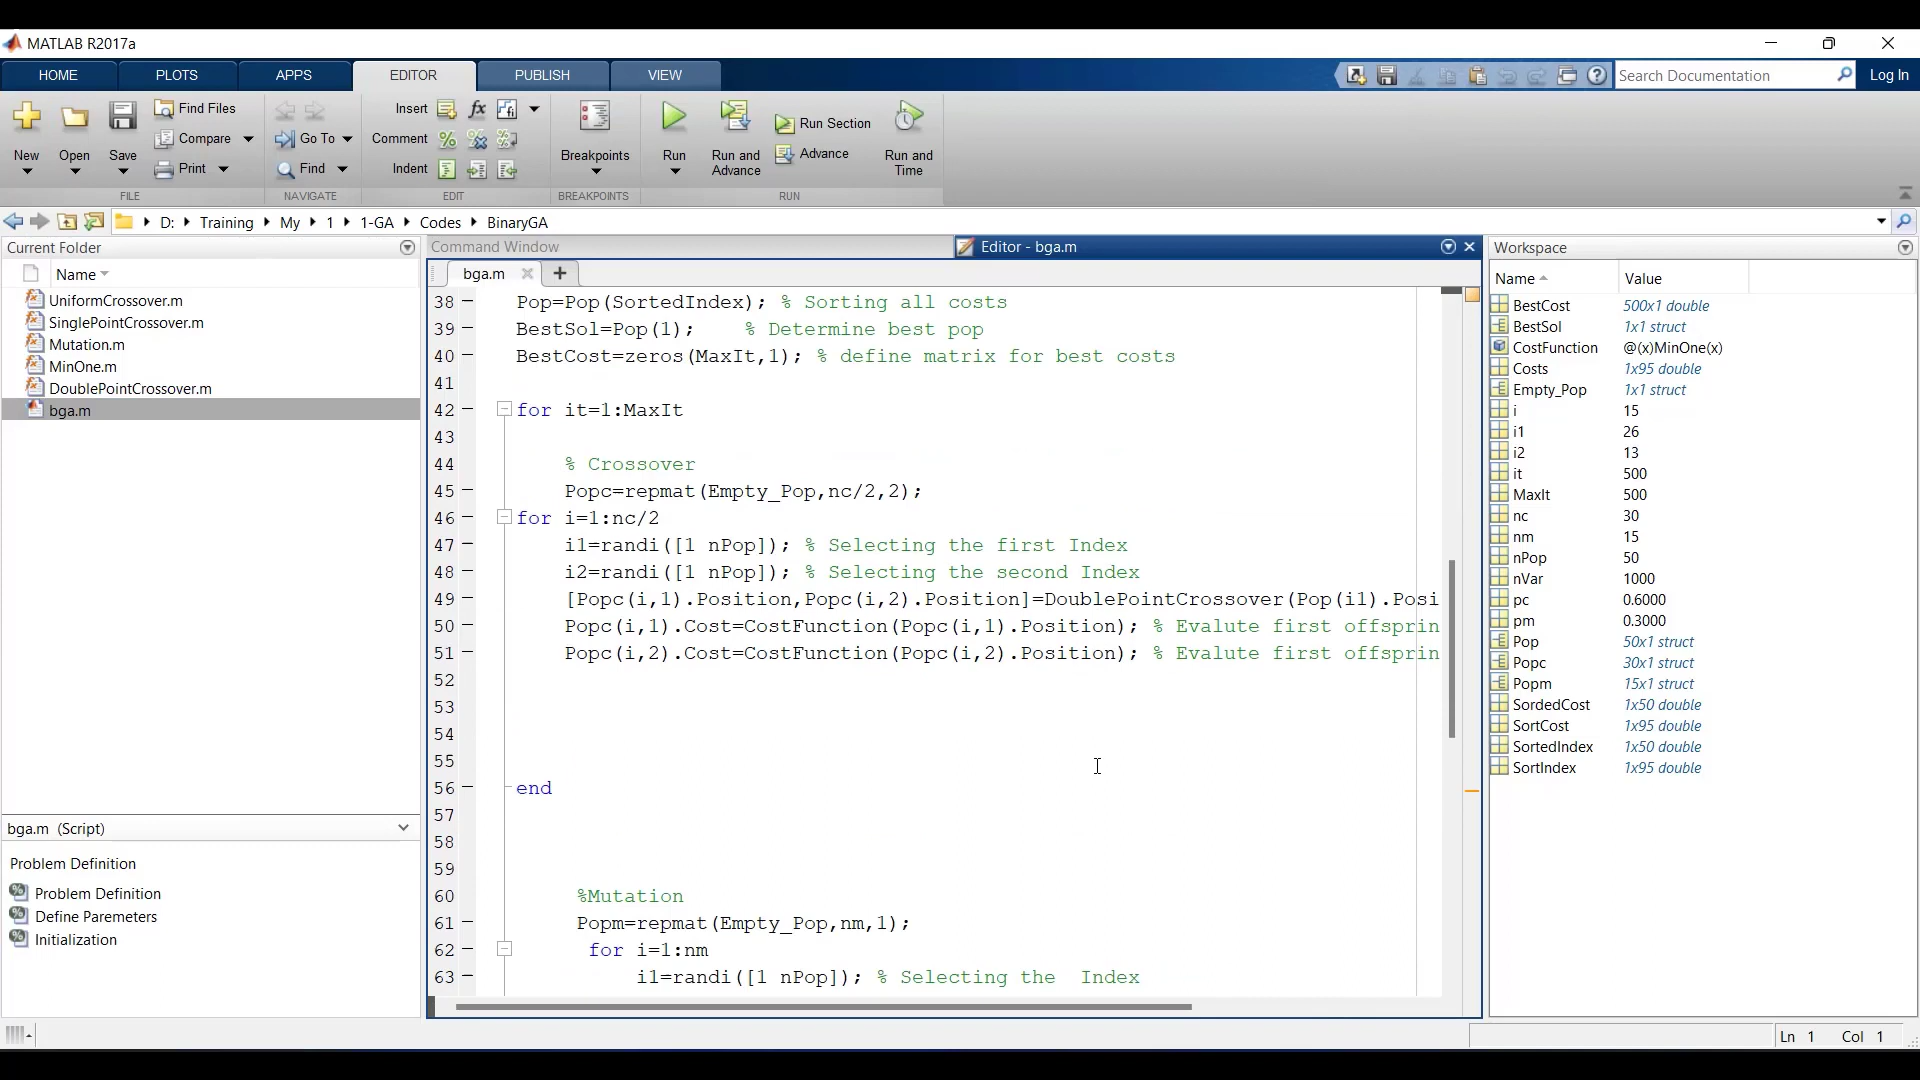 MATLAB R2017a
HOME PLOTS APPS EDITOR PUBLISH VIEW Search Documentation Log In
New Open Save Find Files Compare Print
Go To Find
Insert fx Comment Indent
Breakpoints Run Run and Advance Run Section Advance Run and Time
FILE NAVIGATE EDIT BREAKPOINTS RUN
D: Training My 1 1-GA Codes BinaryGA
Current Folder
Name
UniformCrossover.m
SinglePointCrossover.m
Mutation.m
MinOne.m
DoublePointCrossover.m
bga.m
bga.m (Script)
Problem Definition
Problem Definition
Define Paremeters
Initialization
Command Window
Editor - bga.m
bga.m
38 Pop=Pop(SortedIndex); % Sorting all costs
39 BestSol=Pop(1); % Determine best pop
40 BestCost=zeros(MaxIt,1); % define matrix for best costs
41
42 for it=1:MaxIt
43
44 % Crossover
45 Popc=repmat(Empty_Pop,nc/2,2);
46 for i=1:nc/2
47 i1=randi([1 nPop]); % Selecting the first Index
48 i2=randi([1 nPop]); % Selecting the second Index
49 [Popc(i,1).Position,Popc(i,2).Position]=DoublePointCrossover(Pop(i1).Posi
50 Popc(i,1).Cost=CostFunction(Popc(i,1).Position); % Evalute first offsprin
51 Popc(i,2).Cost=CostFunction(Popc(i,2).Position); % Evalute first offsprin
52
53
54
55
56 end
57
58
59
60 %Mutation
61 Popm=repmat(Empty_Pop,nm,1);
62 for i=1:nm
63 i1=randi([1 nPop]); % Selecting the Index
Workspace
Name Value
BestCost 500x1 double
BestSol 1x1 struct
CostFunction @(x)MinOne(x)
Costs 1x95 double
Empty_Pop 1x1 struct
i 15
i1 26
i2 13
it 500
MaxIt 500
nc 30
nm 15
nPop 50
nVar 1000
pc 0.6000
pm 0.3000
Pop 50x1 struct
Popc 30x1 struct
Popm 15x1 struct
SordedCost 1x50 double
SortCost 1x95 double
SortedIndex 1x50 double
SortIndex 1x95 double
Ln 1 Col 1